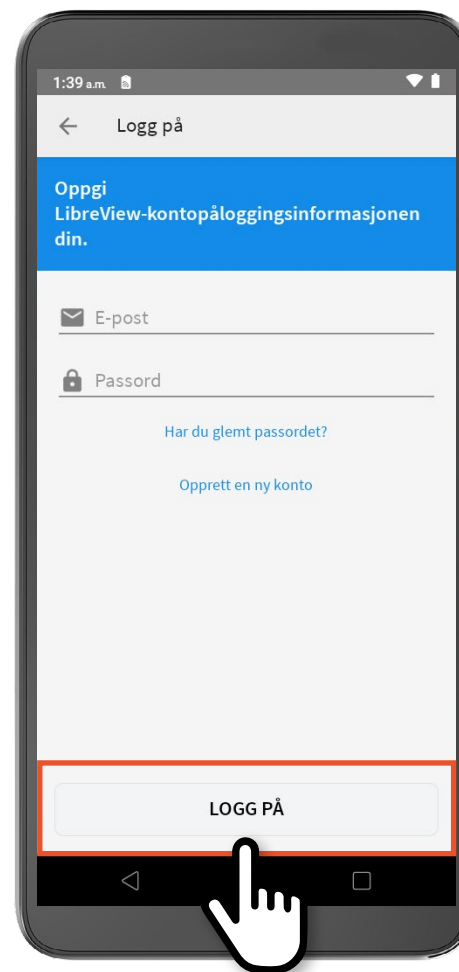 1:39 a.m.
Logg på
Oppgi
LibreView-kontopåloggingsinformasjonen
din.
E-post
Passord
Har du glemt passordet?
Opprett en ny konto
LOGG PÅ